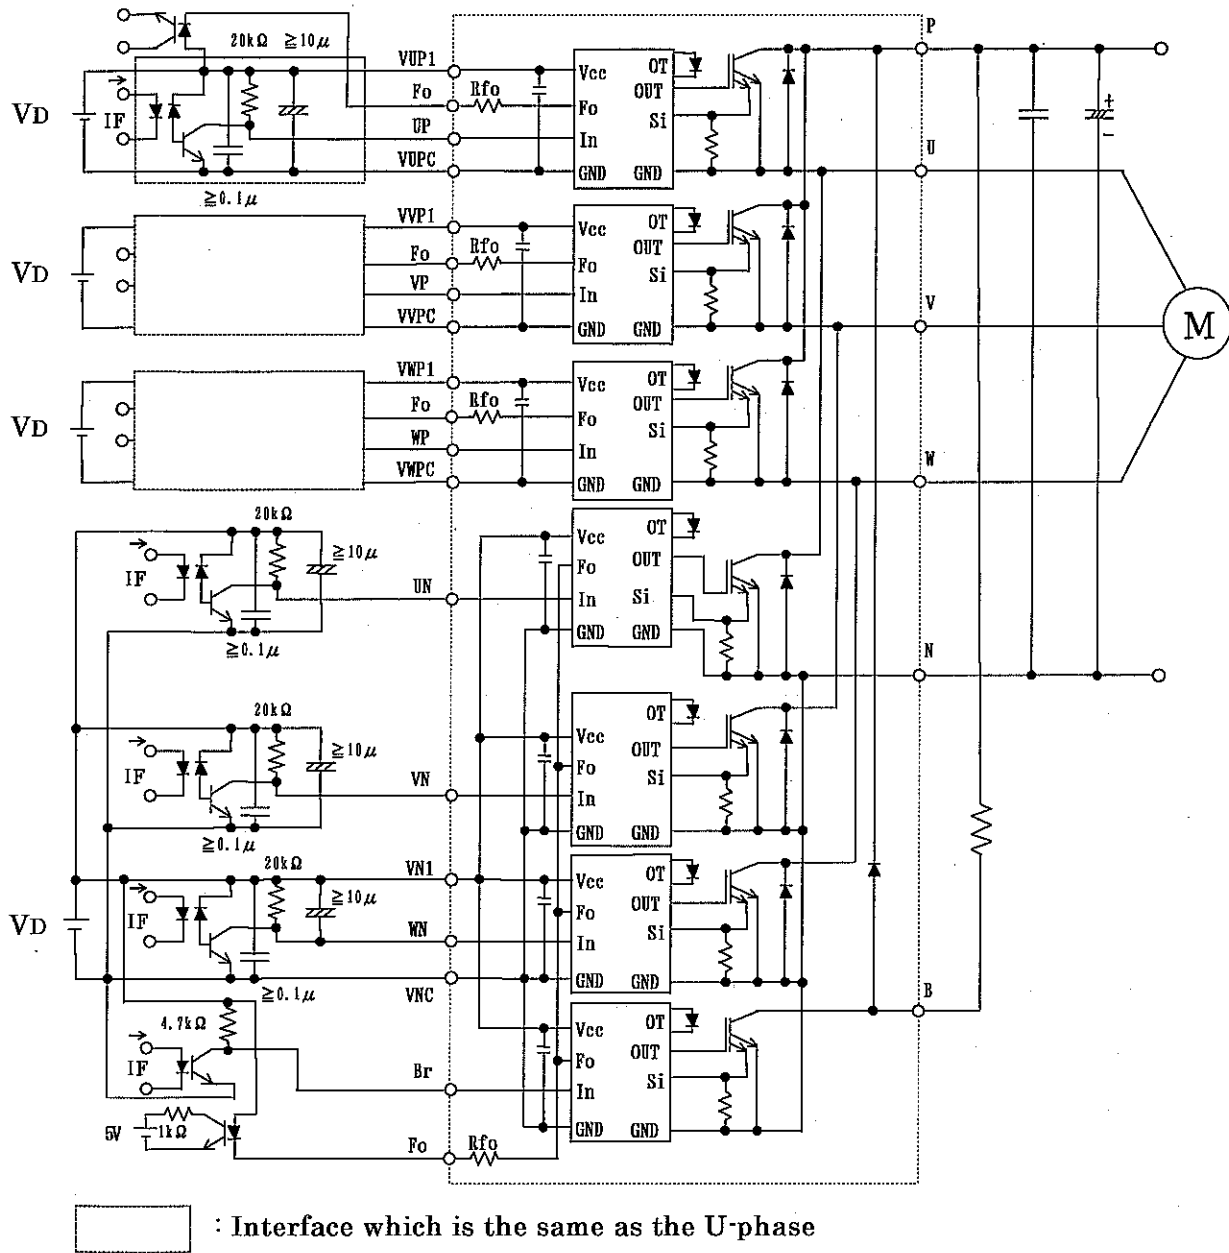 20kΩ ≧10μ
VD
IF
≧0.1μ
VUP1
Fo
UP
VUPC
Rfo
Vcc
Fo
In
GND
OT
OUT
Si
GND
P
U
+
−
VD
VVP1
Fo
VP
VVPC
Rfo
Vcc
Fo
In
GND
OT
OUT
Si
GND
V
M
VD
VWP1
Fo
WP
VWPC
Rfo
Vcc
Fo
In
GND
OT
OUT
Si
GND
W
20kΩ
≧10μ
IF
≧0.1μ
UN
Vcc
Fo
In
GND
OT
OUT
Si
GND
N
20kΩ
≧10μ
IF
≧0.1μ
VN
Vcc
Fo
In
GND
OT
OUT
Si
GND
VD
20kΩ
≧10μ
IF
≧0.1μ
VN1
WN
VNC
Vcc
Fo
In
GND
OT
OUT
Si
GND
B
4.7kΩ
IF
Br
Vcc
Fo
In
GND
OT
OUT
Si
GND
5V
1kΩ
Fo
Rfo
: Interface which is the same as the U-phase